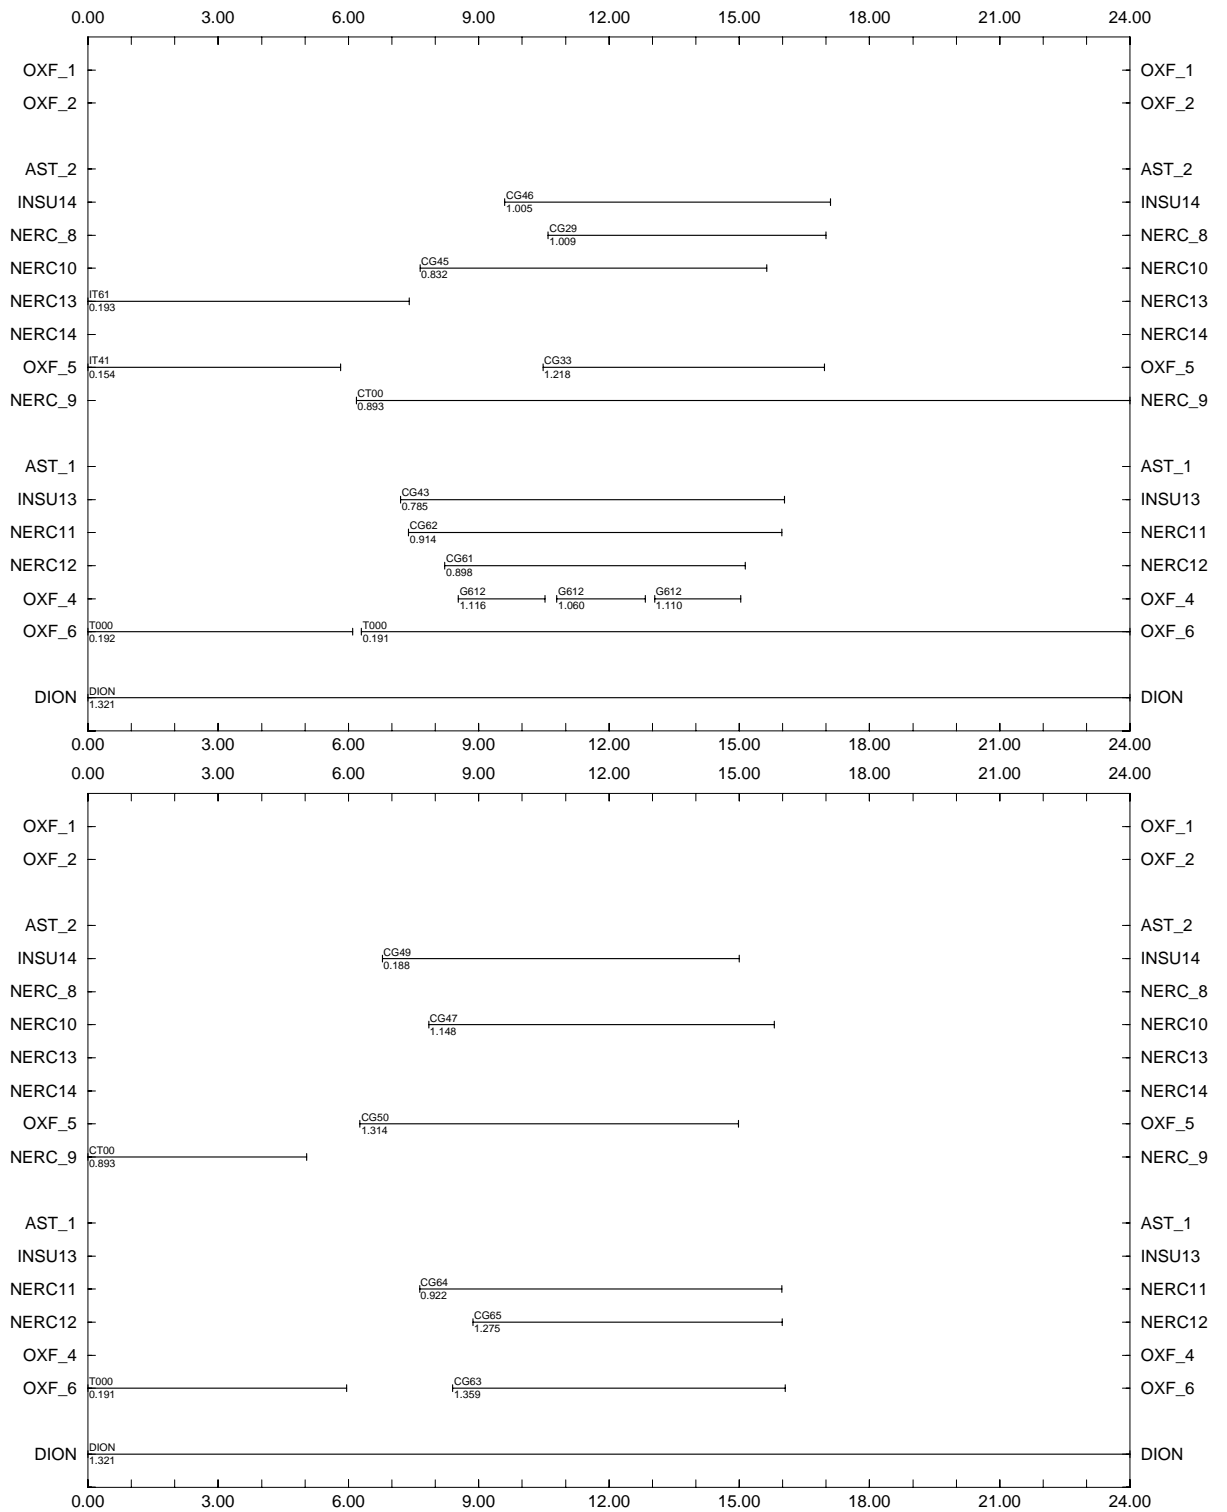 0.00 3.00 6.00 9.00 12.00 15.00 18.00 21.00 24.00
OXF_1 OXF_1
OXF_2 OXF_2
AST_2 AST_2
CG46
INSU14 INSU14
1.005
CG29
NERC_8 NERC_8
1.009
CG45
NERC10 NERC10
0.832
IT61
NERC13 NERC13
0.193
NERC14 NERC14
IT41 CG33
OXF_5 OXF_5
0.154 1.218
CT00
NERC_9 NERC_9
0.893
AST_1 AST_1
CG43
INSU13 INSU13
0.785
CG62
NERC11 NERC11
0.914
CG61
NERC12 NERC12
0.898
G612 G612 G612
OXF_4 OXF_4
1.116 1.060 1.110
T000 T000
OXF_6 OXF_6
0.192 0.191
DION
DION DION
1.321
0.00 3.00 6.00 9.00 12.00 15.00 18.00 21.00 24.00
0.00 3.00 6.00 9.00 12.00 15.00 18.00 21.00 24.00
OXF_1 OXF_1
OXF_2 OXF_2
AST_2 AST_2
CG49
INSU14 INSU14
0.188
NERC_8 NERC_8
CG47
NERC10 NERC10
1.148
NERC13 NERC13
NERC14 NERC14
CG50
OXF_5 OXF_5
1.314
CT00
NERC_9 NERC_9
0.893
AST_1 AST_1
INSU13 INSU13
CG64
NERC11 NERC11
0.922
CG65
NERC12 NERC12
1.275
OXF_4 OXF_4
T000 CG63
OXF_6 OXF_6
0.191 1.359
DION
DION DION
1.321
0.00 3.00 6.00 9.00 12.00 15.00 18.00 21.00 24.00